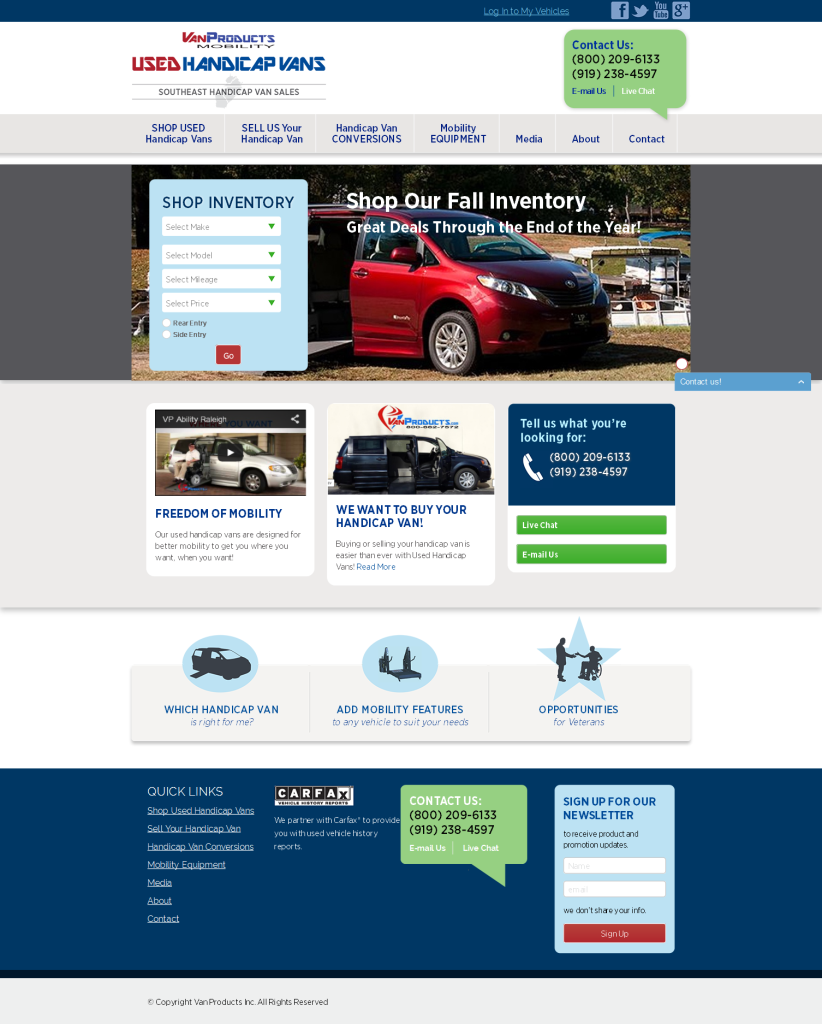 Log In to My Vehicles
You
Tube
VANPRODUCTS
MOBILITY
USED HANDICAP VANS
SOUTHEAST HANDICAP VAN SALES
Contact Us:
(800) 209-6133
(919) 238-4597
E-mail Us
Live Chat
SHOP USED
Handicap Vans
SELL US Your
Handicap Van
Handicap Van
CONVERSIONS
Mobility
EQUIPMENT
Media
About
Contact
SHOP INVENTORY
Select Make
Select Model
Select Mileage
Select Price
Rear Entry
Side Entry
Go
Shop Our Fall Inventory
Great Deals Through the End of the Year!
Contact us!
VP Ability Raleigh
FREEDOM OF MOBILITY
Our used handicap vans are designed for
better mobility to get you where you
want, when you want!
VANPRODUCTS.COM
800-662-7572
WE WANT TO BUY YOUR
HANDICAP VAN!
Buying or selling your handicap van is
easier than ever with Used Handicap
Vans! Read More
Tell us what you're
looking for:
(800) 209-6133
(919) 238-4597
Live Chat
E-mail Us
WHICH HANDICAP VAN
is right for me?
ADD MOBILITY FEATURES
to any vehicle to suit your needs
OPPORTUNITIES
for Veterans
QUICK LINKS
Shop Used Handicap Vans
Sell Your Handicap Van
Handicap Van Conversions
Mobility Equipment
Media
About
Contact
CARFAX
VEHICLE HISTORY REPORTS
We partner with Carfax* to provide
you with used vehicle history
reports.
CONTACT US:
(800) 209-6133
(919) 238-4597
E-mail Us
Live Chat
SIGN UP FOR OUR
NEWSLETTER
to receive product and
promotion updates.
Name
email
we don't share your info.
Sign Up
© Copyright VanProducts Inc. All Rights Reserved